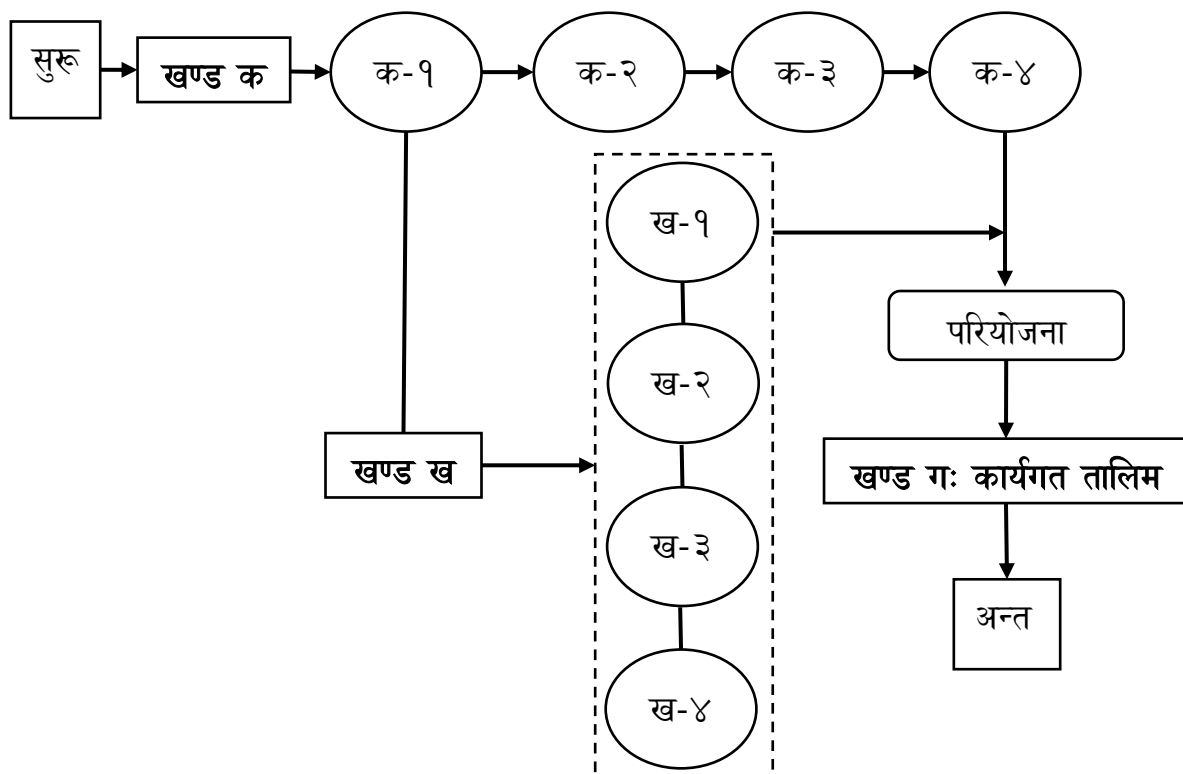 सुरू
खण्ड क
क-१
क-२
क-३
क-४
ख-१
परियोजना
ख-२
खण्ड ख
खण्ड गः कार्यगत तालिम
ख-३
अन्त
ख-४